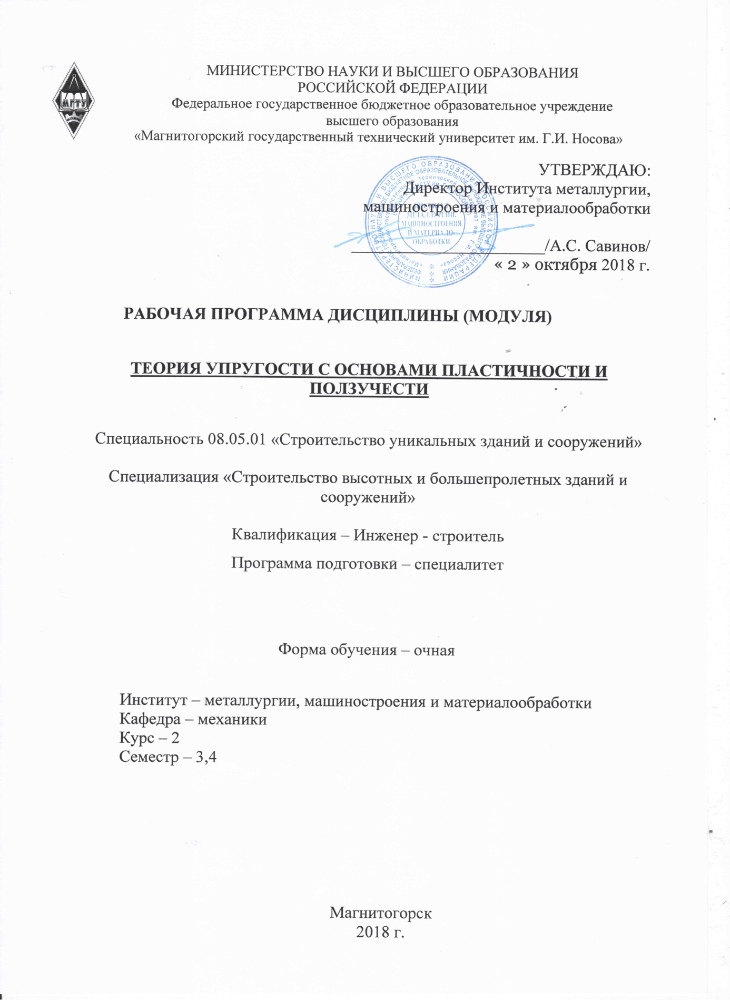 МИНИСТЕРСТВО НАУКИ И ВЫСШЕГО ОБРАЗОВАНИЯ
РОССИЙСКОЙ ФЕДЕРАЦИИ
Федеральное государственное бюджетное образовательное учреждение
высшего образования
«Магнитогорский государственный технический университет им. Г.И. Носова»
МГТУ
УТВЕРЖДАЮ:
Директор Института металлургии,
машиностроения и материалообработки
ИНСТИТУТ
МЕТАЛЛУРГИИ,
МАШИНОСТРОЕНИЯ
И МАТЕРИАЛО-
ОБРАБОТКИ
/А.С. Савинов/
« 2 » октября 2018 г.
РАБОЧАЯ ПРОГРАММА ДИСЦИПЛИНЫ (МОДУЛЯ)
ТЕОРИЯ УПРУГОСТИ С ОСНОВАМИ ПЛАСТИЧНОСТИ И
ПОЛЗУЧЕСТИ
Специальность 08.05.01 «Строительство уникальных зданий и сооружений»
Специализация «Строительство высотных и большепролетных зданий и
сооружений»
Квалификация – Инженер - строитель
Программа подготовки – специалитет
Форма обучения – очная
Институт – металлургии, машиностроения и материалообработки
Кафедра – механики
Курс – 2
Семестр – 3,4
Магнитогорск
2018 г.